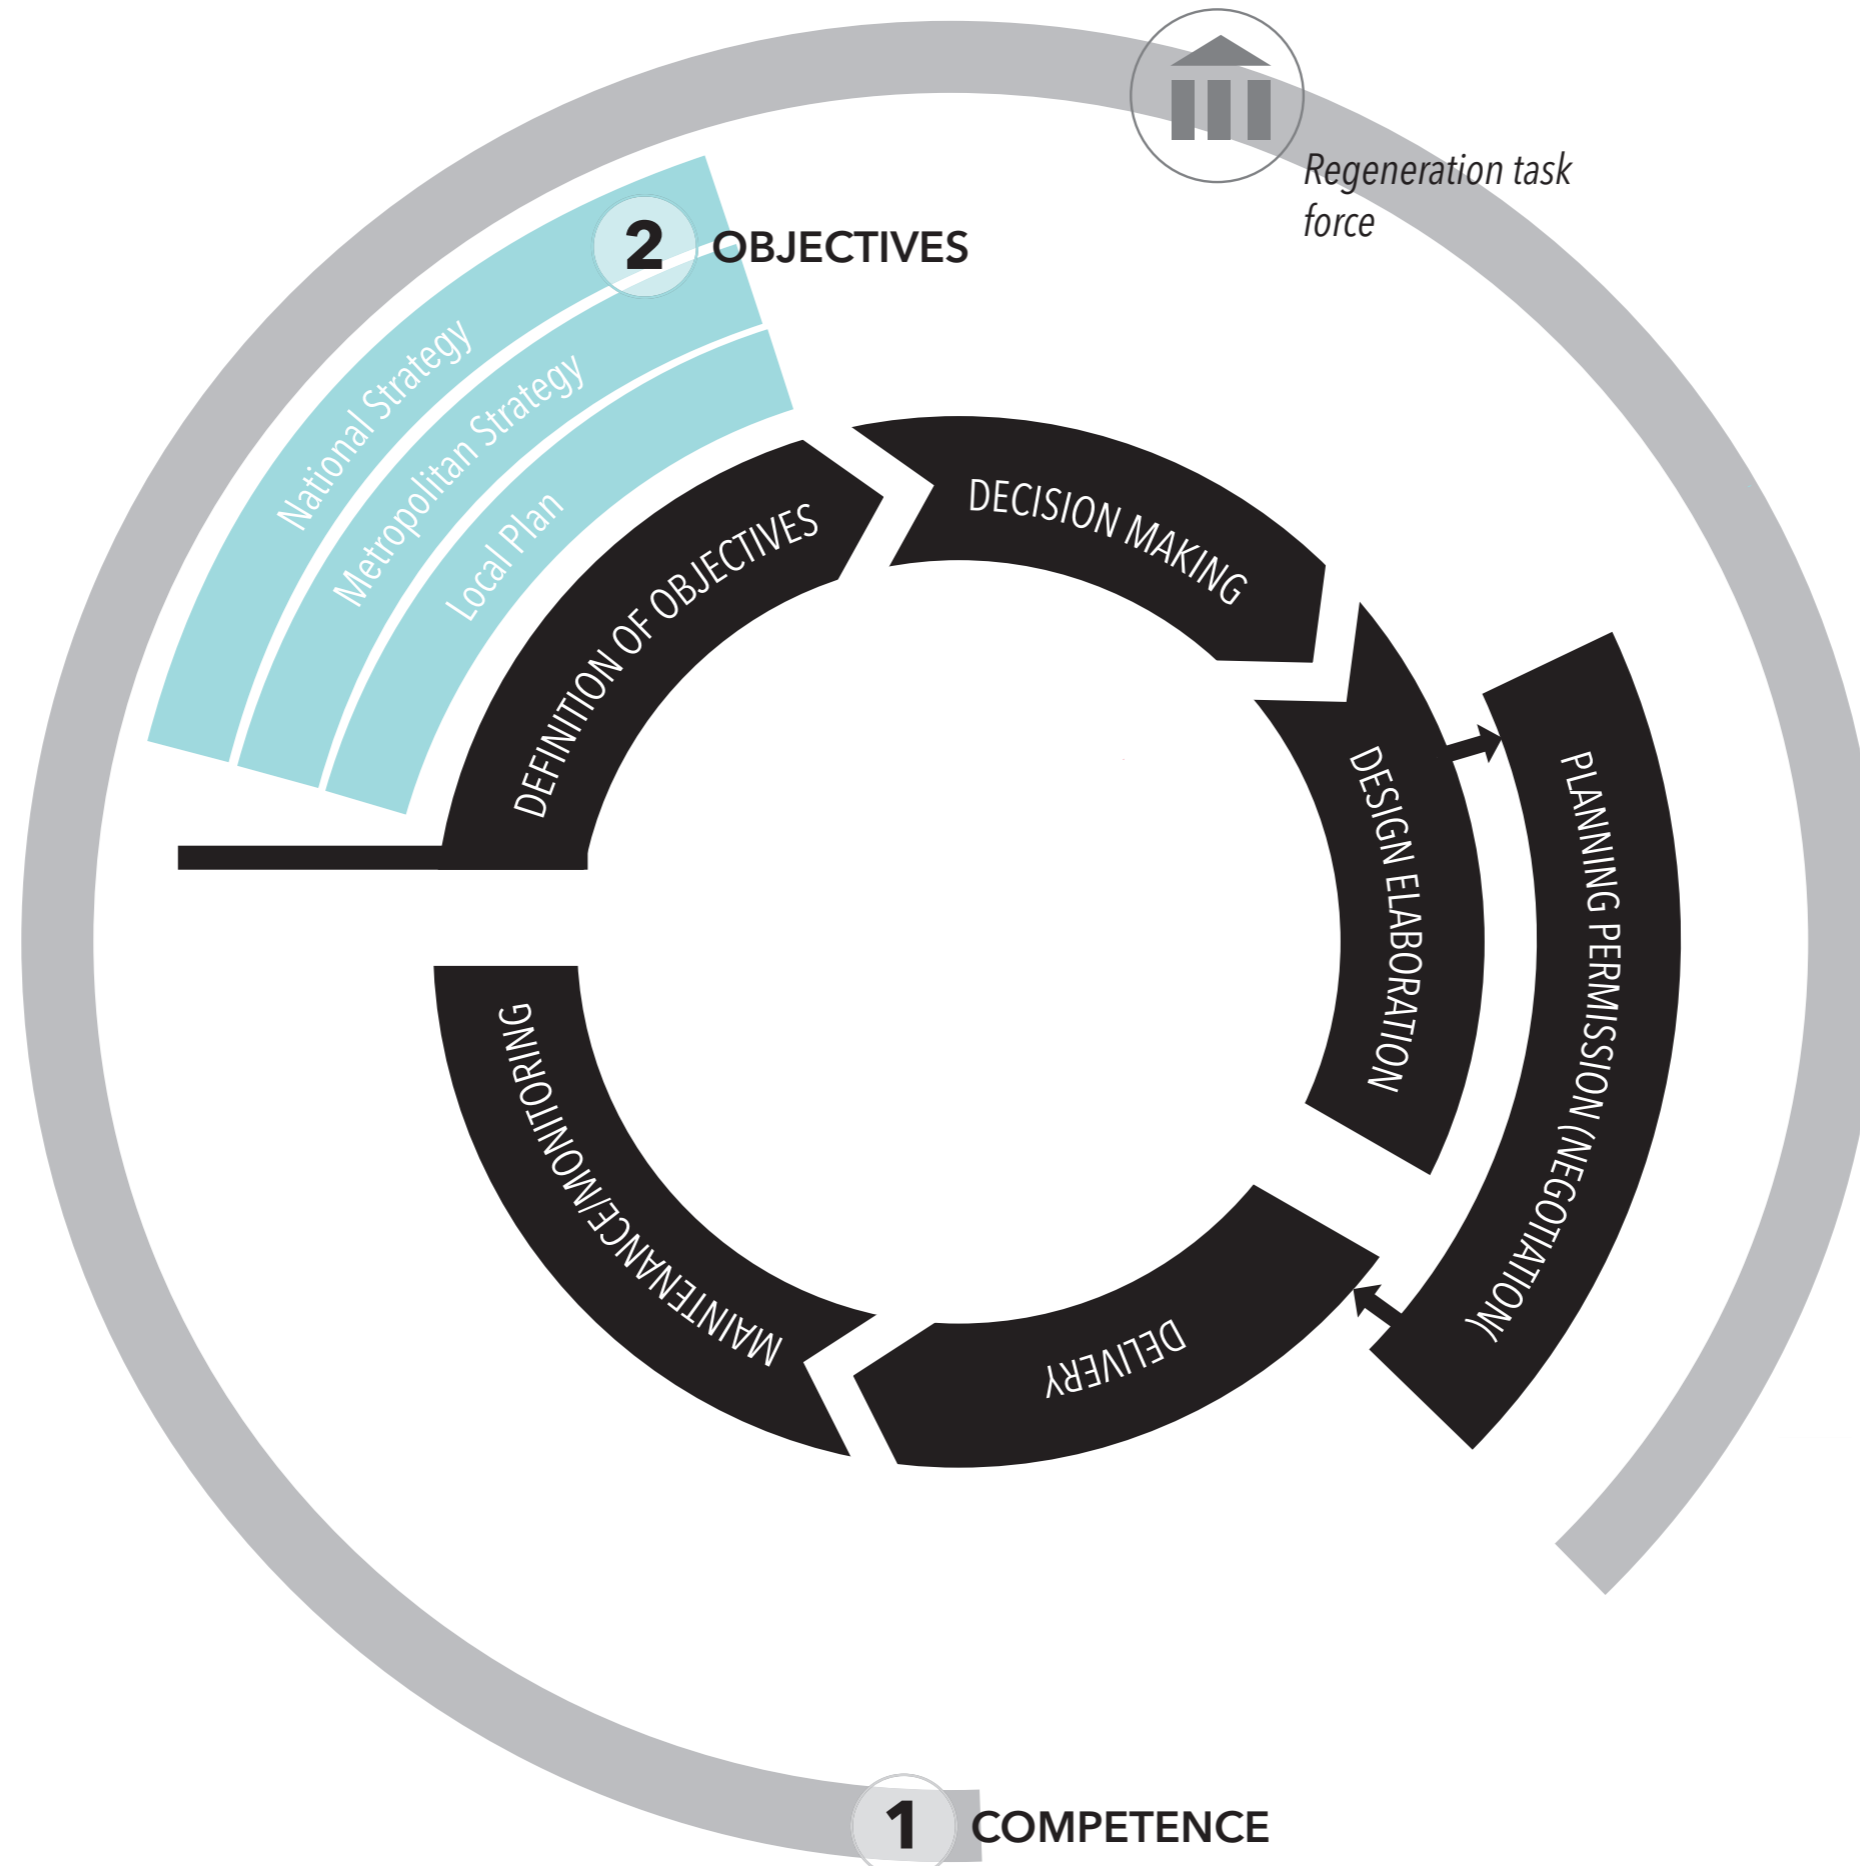 Regeneration task
force
2 OBJECTIVES
National Strategy
Metropolitan Strategy
Local Plan
DEFINITION OF OBJECTIVES
DECISION MAKING
DESIGN ELABORATION
PLANNING PERMISSION (NEGOTIATION(
DELIVERY
MAINTENANCE/MONITORING
1 COMPETENCE